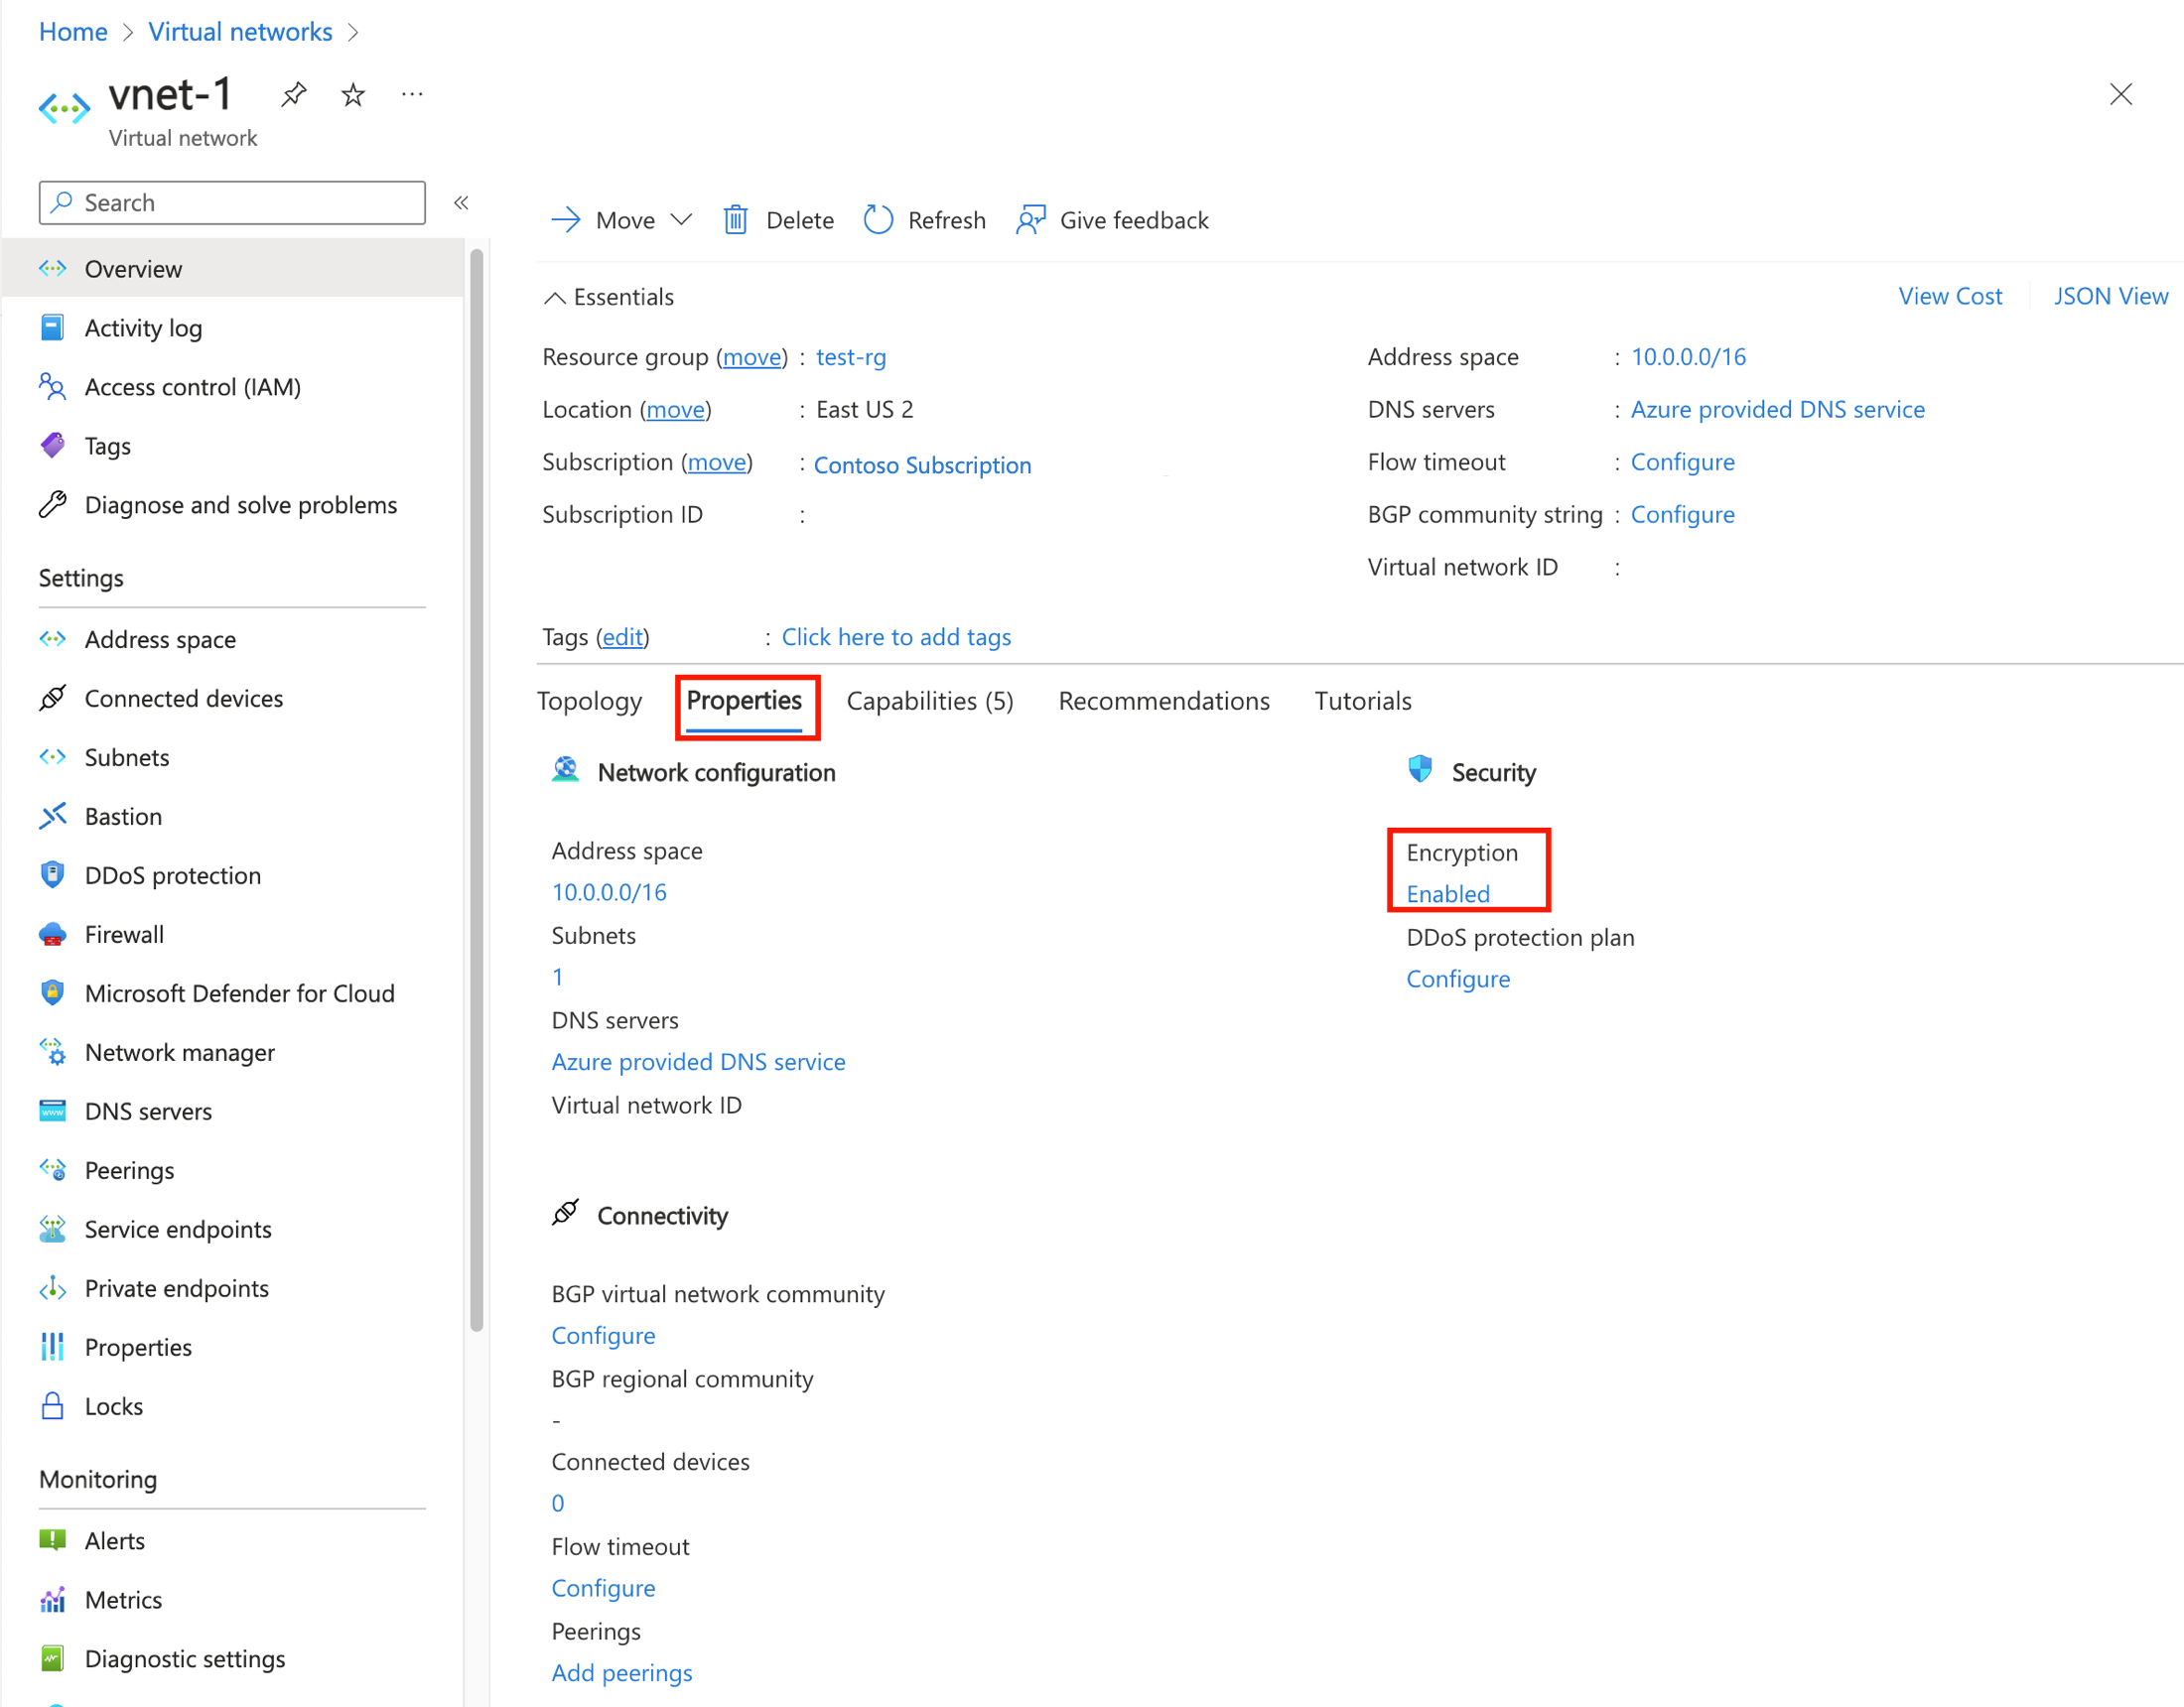 Home > Virtual networks >
vnet-1
Virtual network
Search
Overview
Activity log
Access control (IAM)
Tags
Diagnose and solve problems
Settings
Address space
Connected devices
Subnets
Bastion
DDoS protection
Firewall
Microsoft Defender for Cloud
Network manager
DNS servers
Peerings
Service endpoints
Private endpoints
Properties
Locks
Monitoring
Alerts
Metrics
Diagnostic settings
Move Delete Refresh Give feedback
Essentials
View Cost JSON View
Resource group (move) : test-rg
Location (move) : East US 2
Subscription (move) : Contoso Subscription
Subscription ID :
Address space : 10.0.0.0/16
DNS servers : Azure provided DNS service
Flow timeout : Configure
BGP community string : Configure
Virtual network ID :
Tags (edit) : Click here to add tags
Topology Properties Capabilities (5) Recommendations Tutorials
Network configuration
Address space
10.0.0.0/16
Subnets
1
DNS servers
Azure provided DNS service
Virtual network ID
Connectivity
BGP virtual network community
Configure
BGP regional community
-
Connected devices
0
Flow timeout
Configure
Peerings
Add peerings
Security
Encryption
Enabled
DDoS protection plan
Configure